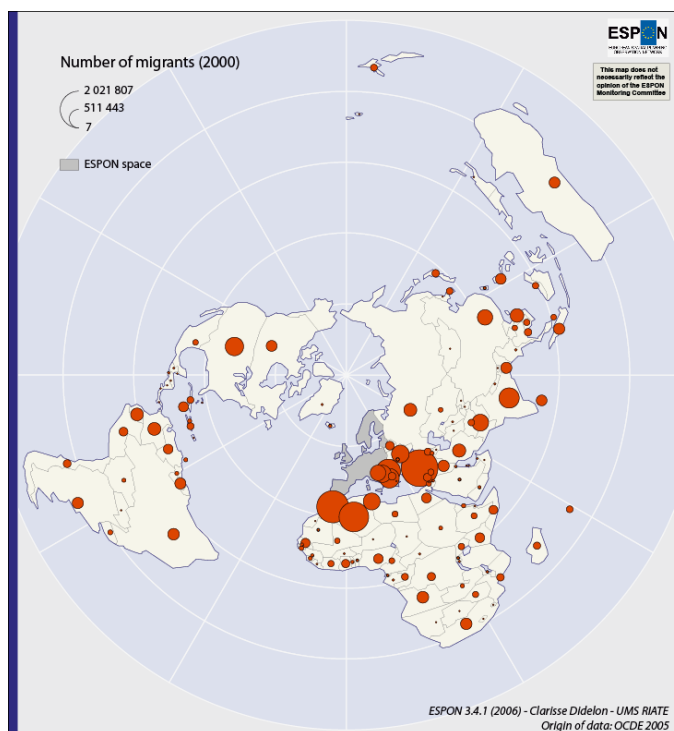 ESPON
Number of migrants (2000)
This map does not
necessarily reflect the
opinion of the ESPON
Monitoring Committee
2 021 807
511 443
7
ESPON space
ESPON 3.4.1 (2006) - Clarisse Didelon - UMS RIATE
Origin of data: OCDE 2005